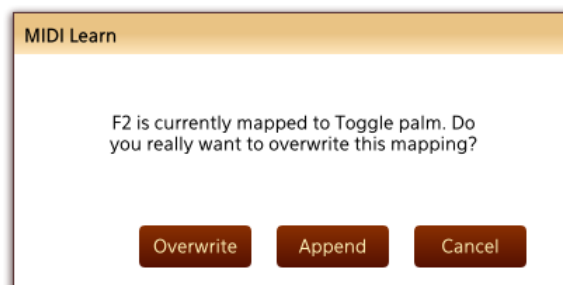 MIDI Learn
F2 is currently mapped to Toggle palm. Do
you really want to overwrite this mapping?
Overwrite Append Cancel